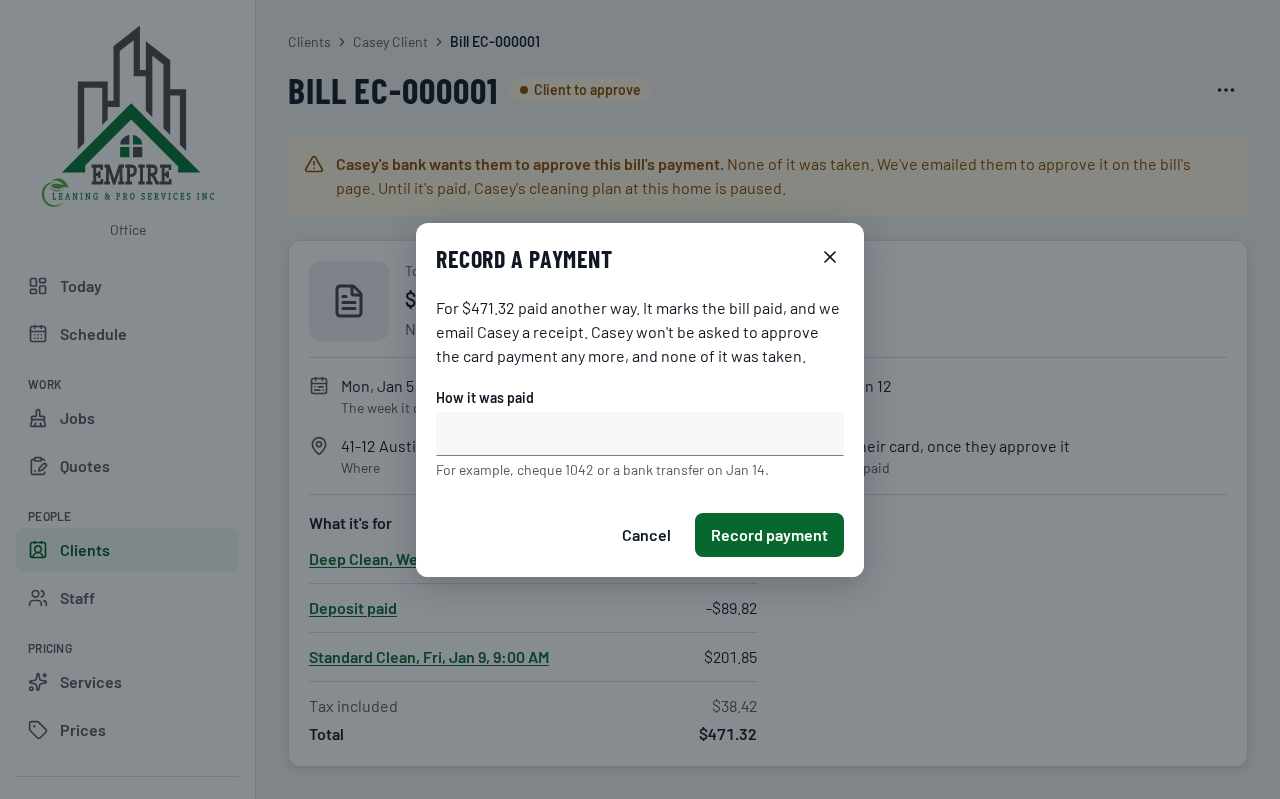 EMPIRE
LEANING & PRO SERVICES INC
Office
Today
Schedule
WORK
Jobs
Quotes
PEOPLE
Clients
Staff
PRICING
Services
Prices
Clients > Casey Client > Bill EC-000001
BILL EC-000001
Client to approve
Casey's bank wants them to approve this bill's payment. None of it was taken. We've emailed them to approve it on the bill's
page. Until it's paid, Casey's cleaning plan at this home is paused.
RECORD A PAYMENT
For $471.32 paid another way. It marks the bill paid, and we
email Casey a receipt. Casey won't be asked to approve
the card payment any more, and none of it was taken.
How it was paid
For example, cheque 1042 or a bank transfer on Jan 14.
Cancel
Record payment
$
Mon, Jan 5
12
The week it
41-12
their card, once they approve it
Where
paid
What it's for
Deep Clean,
Deposit paid
-$89.82
Standard Clean, Fri, Jan 9, 9:00 AM
$201.85
Tax included
$38.42
Total
$471.32